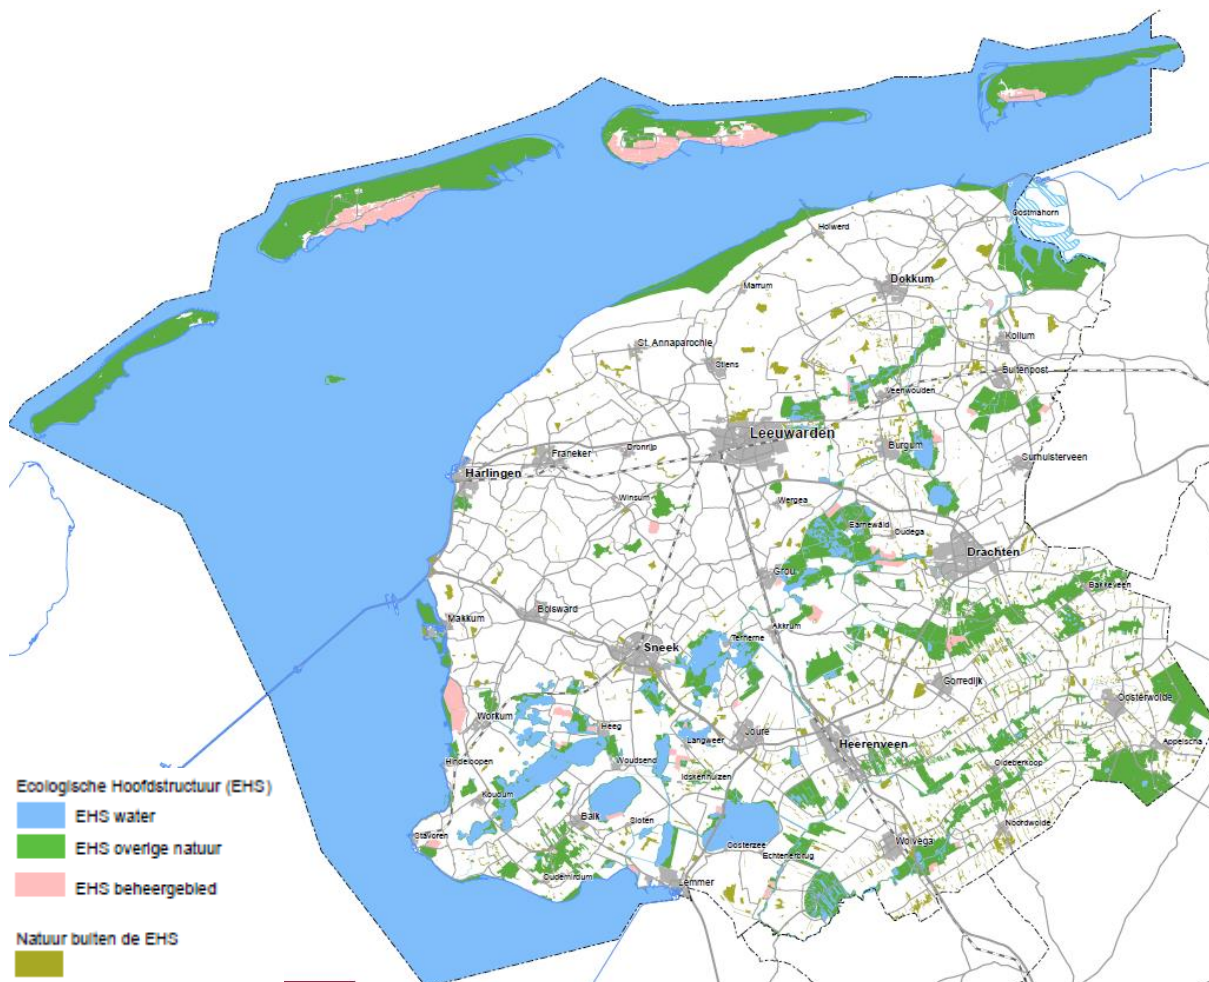 Oostmahorn
Holwerd
Dokkum
Marrum
Kollum
St. Annaparochie
Stiens
Buitenpost
Veenwouden
Leeuwarden
Burgum
Dronrijp
Franeker
Surhuisterveen
Harlingen
Winsum
Wergea
Earnewâld
Oudega
Drachten
Grou
Bakkeveen
Bolsward
Makkum
Akkrum
Terherne
Sneek
Gorredijk
Oosterwolde
Workum
Heeg
Joure
Langweer
Heerenveen
Appelscha
Hindeloopen
Woudsend
Idskenhuizen
Oldeberkoop
Koudum
Balk
Sloten
Noordwolde
Stavoren
Oosterzee
Wolvega
Echtenerbrug
Oudemirdum
Lemmer
Ecologische Hoofdstructuur (EHS)
EHS water
EHS overige natuur
EHS beheergebied
Natuur buiten de EHS